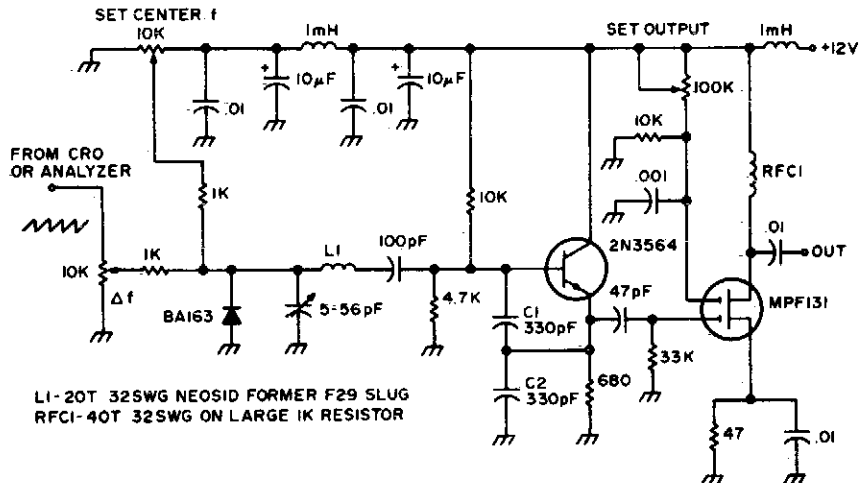 SET CENTER f
10K
1mH
SET OUTPUT
1mH
+12V
+
10µF
+
10µF
.01
.01
100K
10K
FROM CRO
OR ANALYZER
1K
10K
.001
RFC1
2N3564
.01
OUT
1K
L1
100pF
10K
Δf
BA163
5-56pF
4.7K
C1
330pF
47pF
MPF131
33K
C2
330pF
680
L1-20T 32SWG NEOSID FORMER F29 SLUG
RFC1-40T 32SWG ON LARGE 1K RESISTOR
47
.01